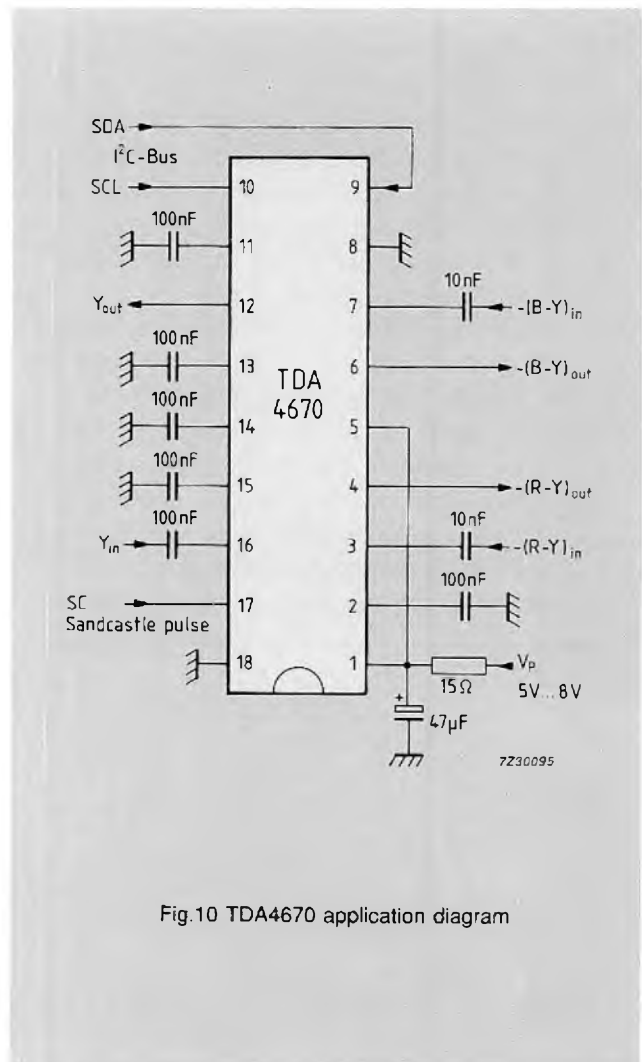 SDA
I²C-Bus
SCL
10
9
100nF
11
8
10nF
Yout
12
7
-(B-Y)in
100nF
13
6
-(B-Y)out
TDA
4670
100nF
14
5
100nF
15
4
-(R-Y)out
100nF
10nF
Yin
16
3
-(R-Y)in
100nF
SC
17
2
Sandcastle pulse
18
1
VP
15Ω
5V...8V
+
47µF
7Z30095
Fig.10 TDA4670 application diagram